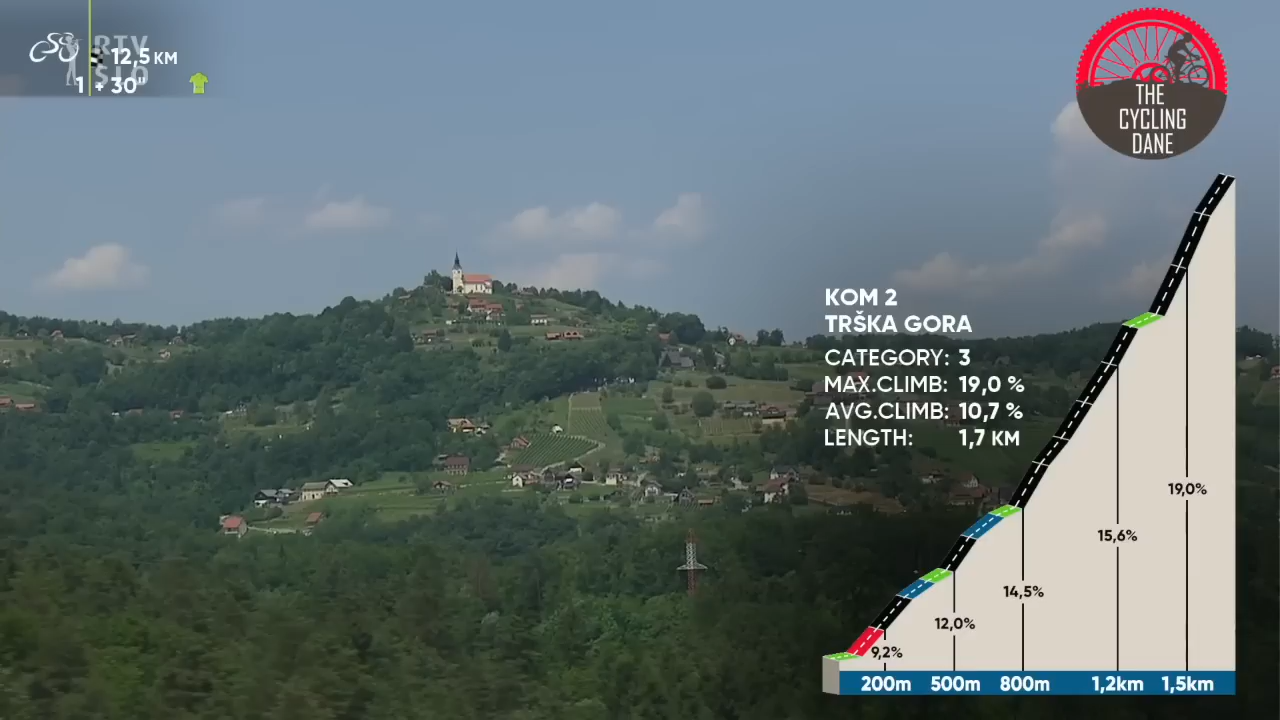 RTV
SLO
12,5 KM
1 + 30"
THE
CYCLING
DANE
KOM 2
TRŠKA GORA
CATEGORY: 3
MAX.CLIMB: 19,0 %
AVG.CLIMB: 10,7 %
LENGTH: 1,7 KM
19,0%
15,6%
14,5%
12,0%
9,2%
200m 500m 800m 1,2km 1,5km